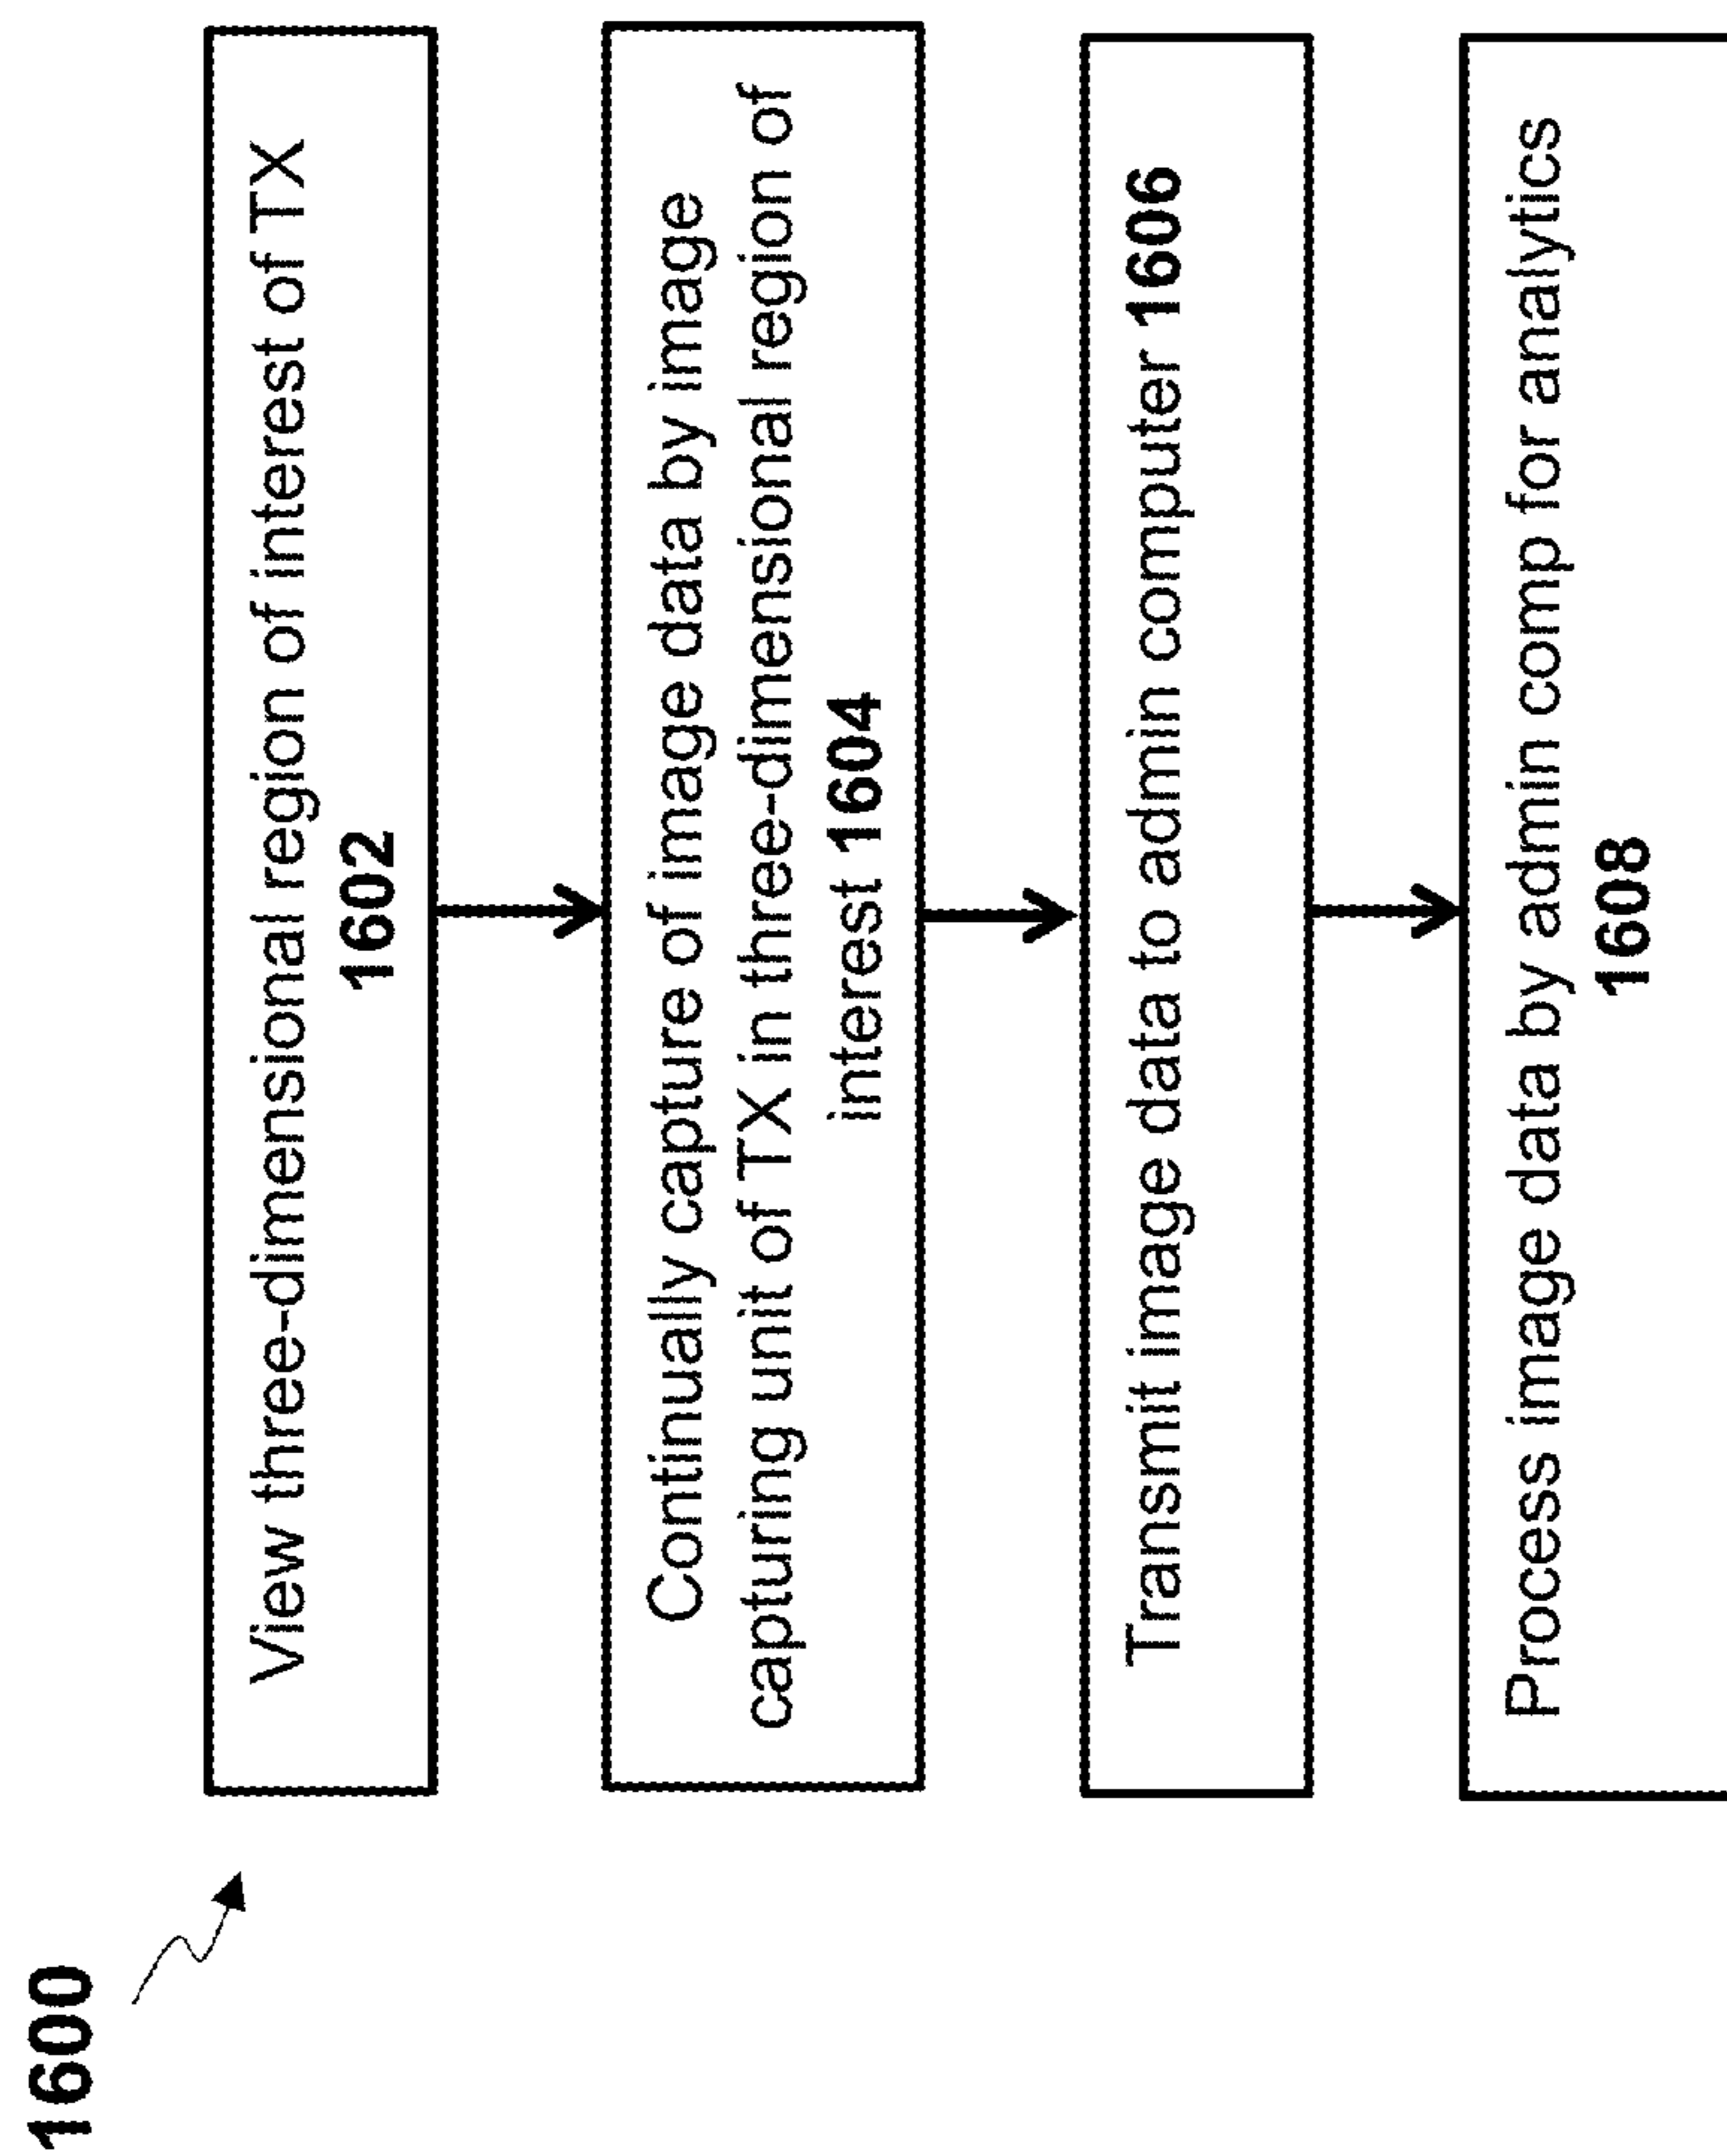 1600
View three-dimensional region of interest of TX
1602
Continually capture of image data by image
capturing unit of TX in three-dimensional region of
interest 1604
Transmit image data to admin computer 1606
Process image data by admin comp for analytics
1608